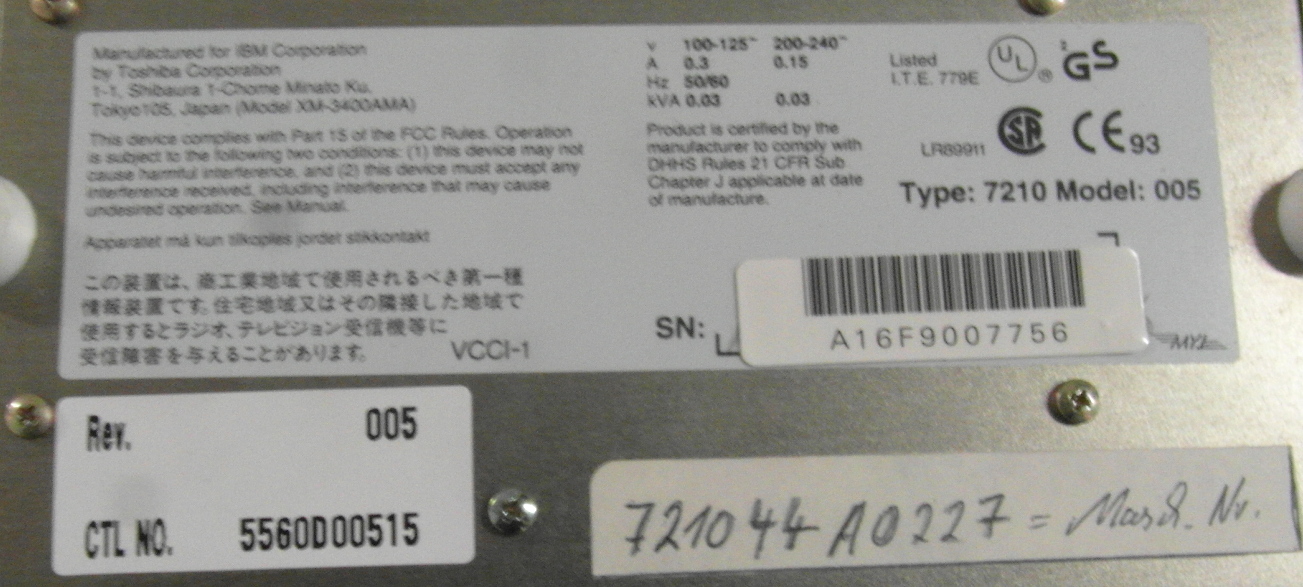 Manufactured for IBM Corporation
by Toshiba Corporation
1-1, Shibaura 1-Chome Minato Ku,
Tokyo105, Japan (Model XM-3400AMA)
This device complies with Part 15 of the FCC Rules. Operation
is subject to the following two conditions: (1) this device may not
cause harmful interference, and (2) this device must accept any
interference received, including interference that may cause
undesired operation. See Manual.
Apparatet må kun tilkoples jordet stikkontakt
この装置は、商工業地域で使用されるべき第一種
情報装置です。住宅地域又はその隣接した地域で
使用するとラジオ、テレビジョン受信機等に
受信障害を与えることがあります。 VCCI-1
V 100-125~ 200-240~
A 0.3 0.15
Hz 50/60
kVA 0.03 0.03
Product is certified by the
manufacturer to comply with
DHHS Rules 21 CFR Sub
Chapter J applicable at date
of manufacture.
Listed
I.T.E. 779E
UL ® GS
LR89911 SA CE 93
Type: 7210 Model: 005
SN:
A16F9007756
Rev. 005
CTL NO. 5560D00515
721044A0227 = Masch. Nr.